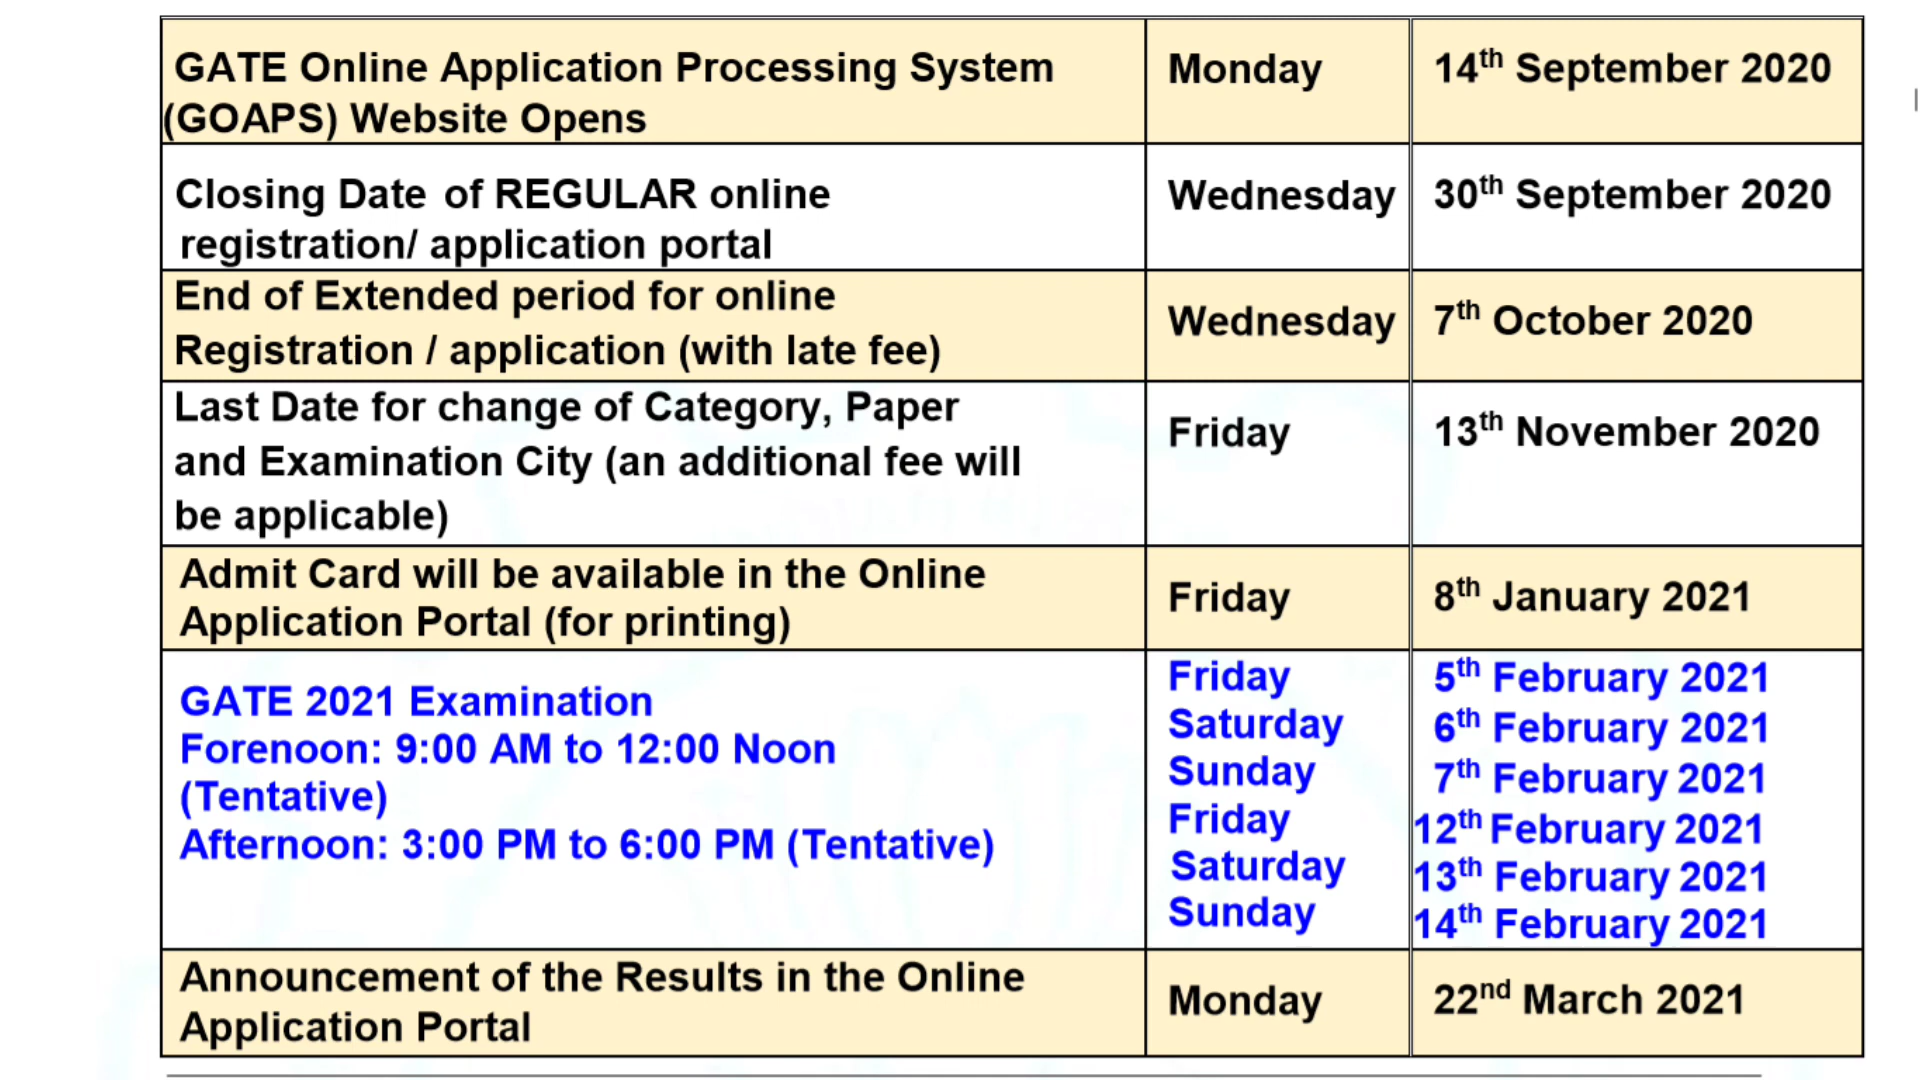 GATE Online Application Processing System
(GOAPS) Website Opens
Monday
14th September 2020
Closing Date of REGULAR online
registration/ application portal
Wednesday
30th September 2020
End of Extended period for online
Registration / application (with late fee)
Wednesday
7th October 2020
Last Date for change of Category, Paper
and Examination City (an additional fee will
be applicable)
Friday
13th November 2020
Admit Card will be available in the Online
Application Portal (for printing)
Friday
8th January 2021
GATE 2021 Examination
Forenoon: 9:00 AM to 12:00 Noon
(Tentative)
Afternoon: 3:00 PM to 6:00 PM (Tentative)
Friday 5th February 2021
Saturday 6th February 2021
Sunday 7th February 2021
Friday 12th February 2021
Saturday 13th February 2021
Sunday 14th February 2021
Announcement of the Results in the Online
Application Portal
Monday
22nd March 2021